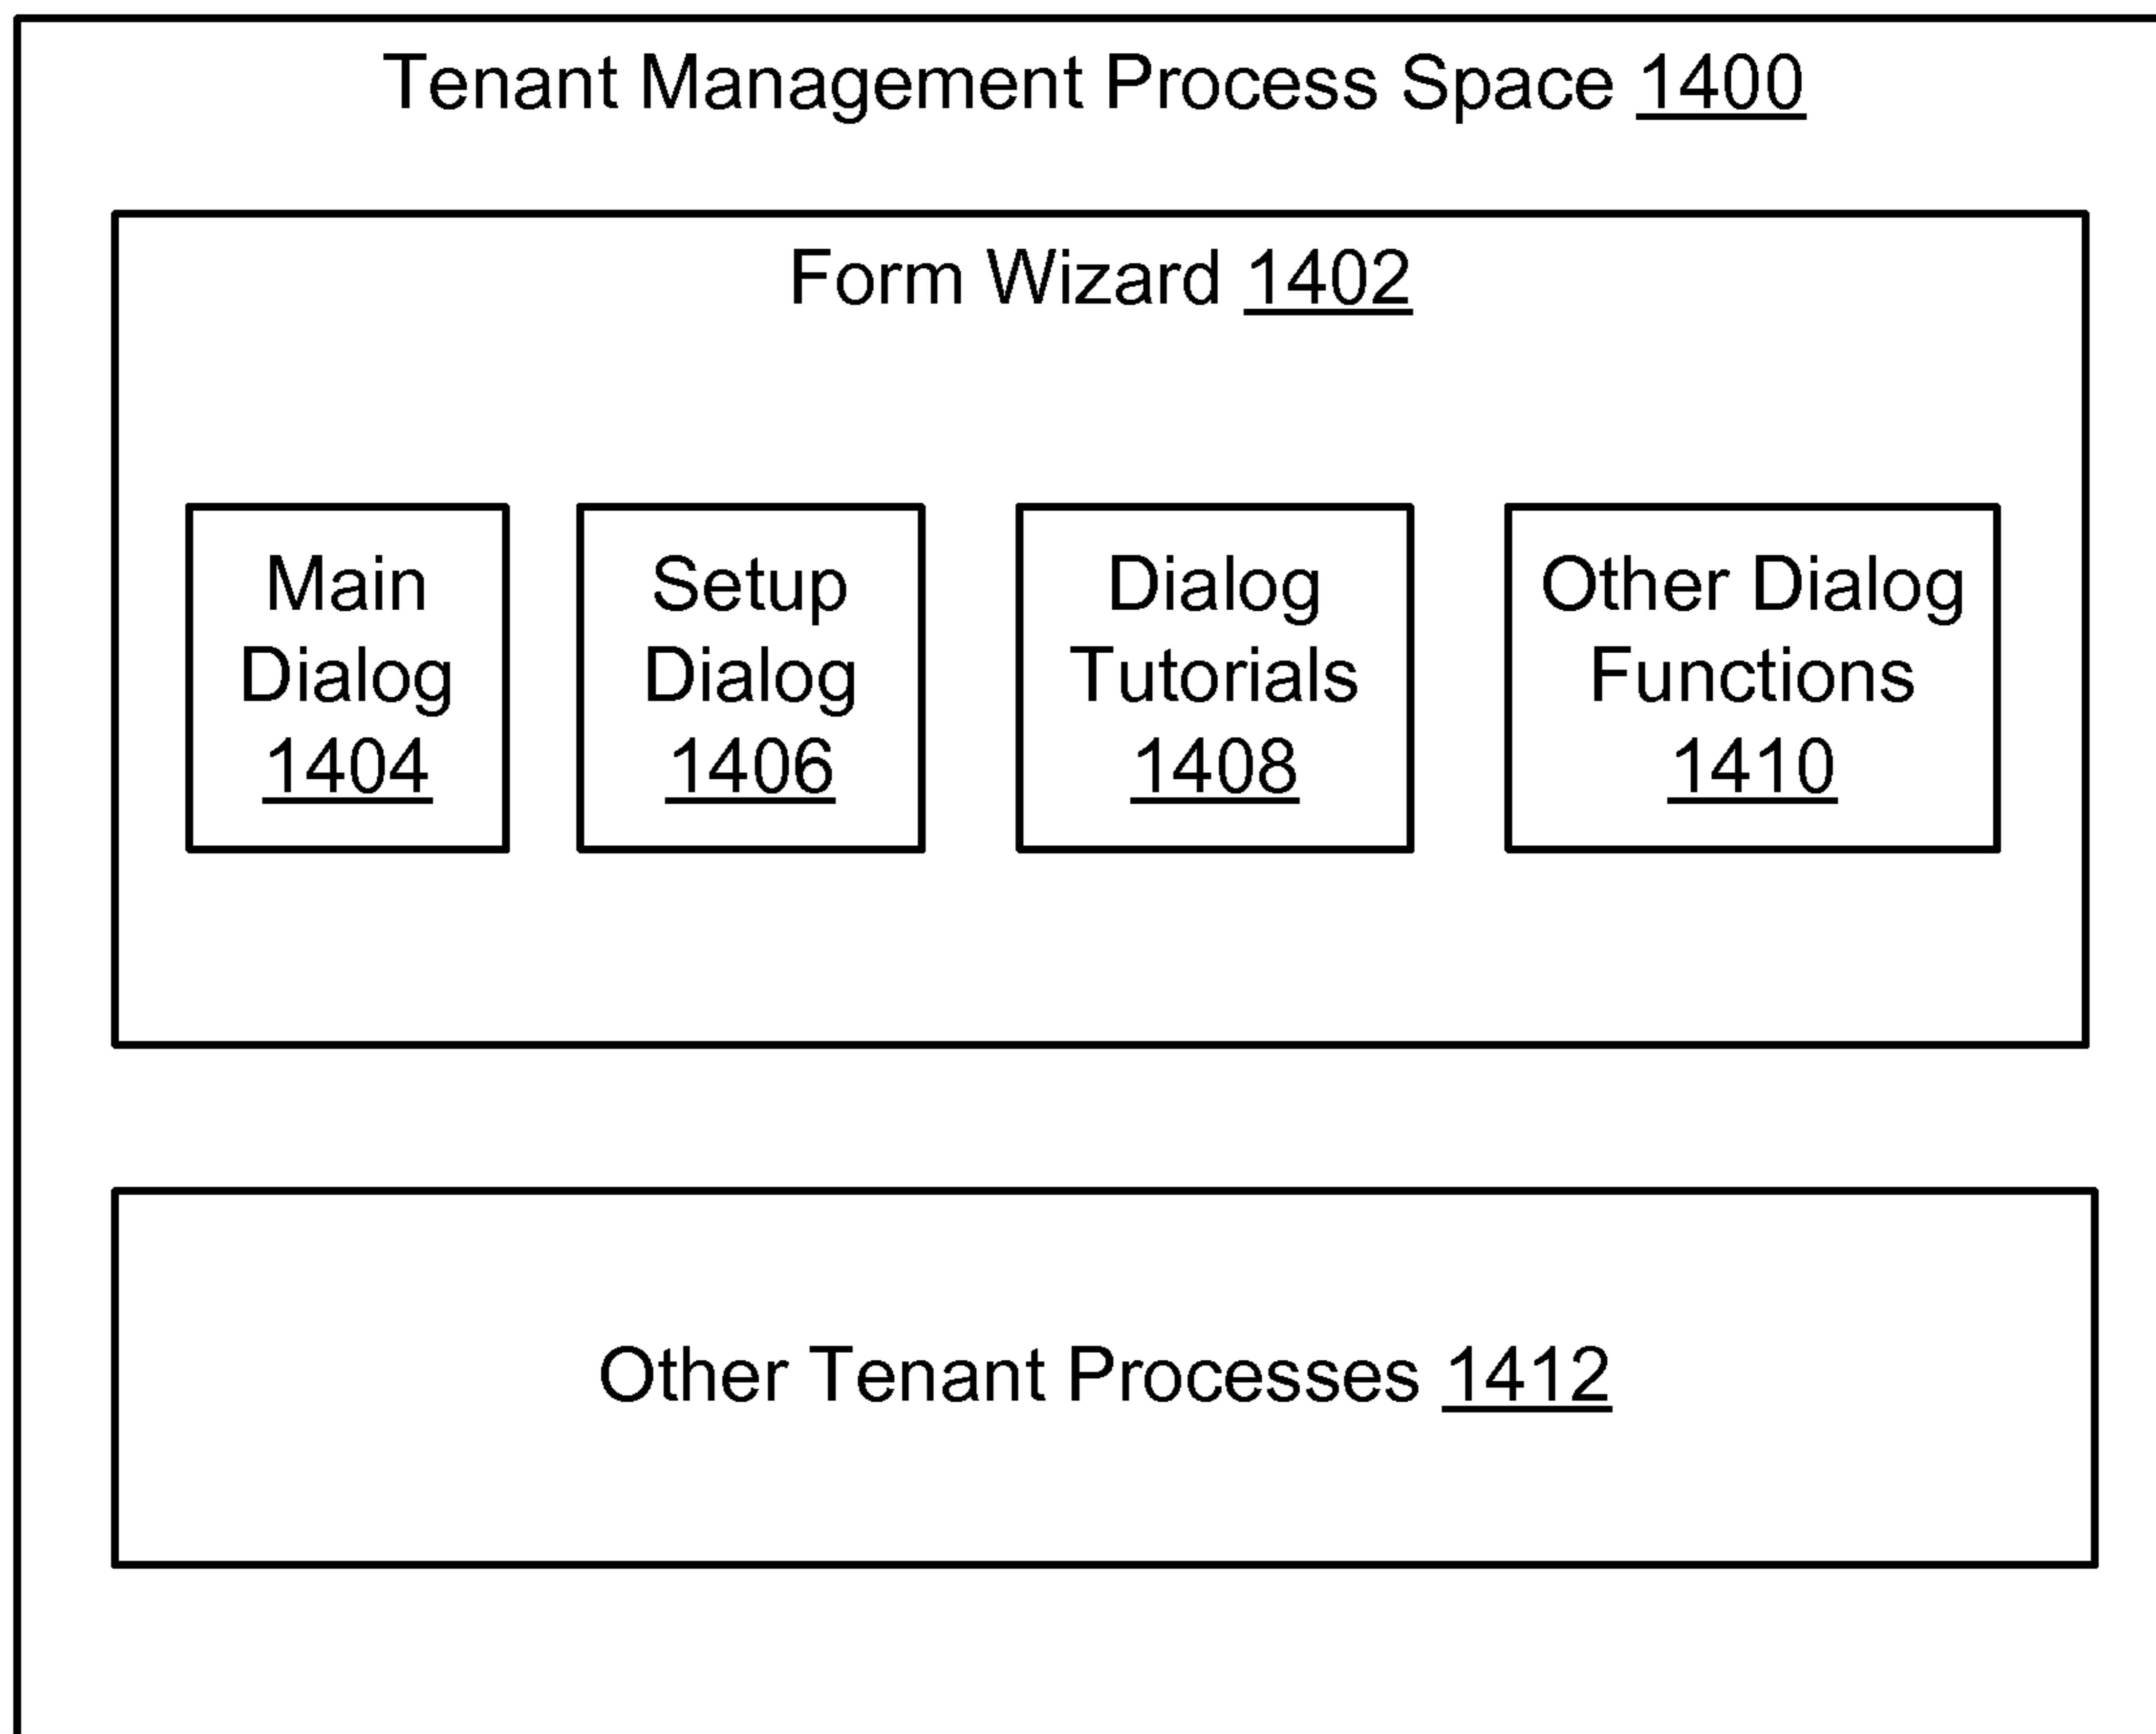 Tenant Management Process Space 1400
Form Wizard 1402
Main
Dialog
1404
Setup
Dialog
1406
Dialog
Tutorials
1408
Other Dialog
Functions
1410
Other Tenant Processes 1412